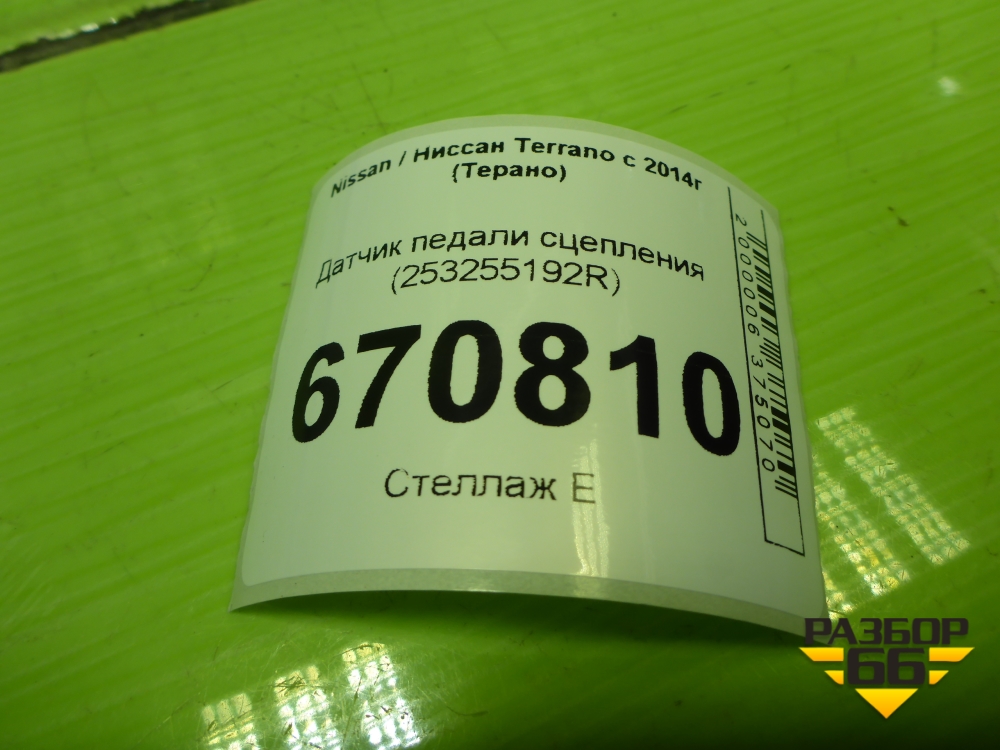 Nissan / Ниссан Terrano с 2014г
(Терано)
Датчик педали сцепления
(253255192R)
670810
Стеллаж Е
2000006375070
РАЗБОР
66